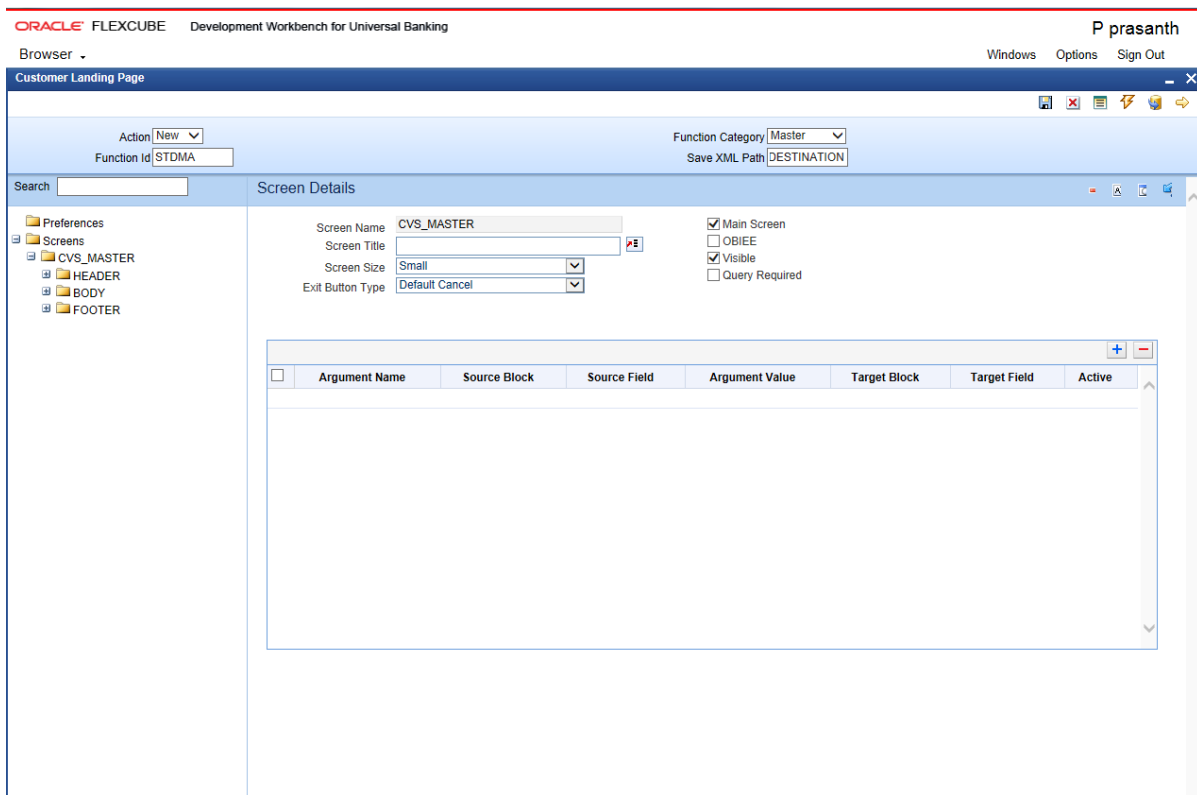 ORACLE FLEXCUBE Development Workbench for Universal Banking
P prasanth
Browser
Windows Options Sign Out
Customer Landing Page
Action New
Function Category Master
Function Id STDMA
Save XML Path DESTINATION
Search
Screen Details
Preferences
Screens
CVS_MASTER
HEADER
BODY
FOOTER
Screen Name CVS_MASTER
Screen Title
Screen Size Small
Exit Button Type Default Cancel
Main Screen
OBIEE
Visible
Query Required
Argument Name Source Block Source Field Argument Value Target Block Target Field Active